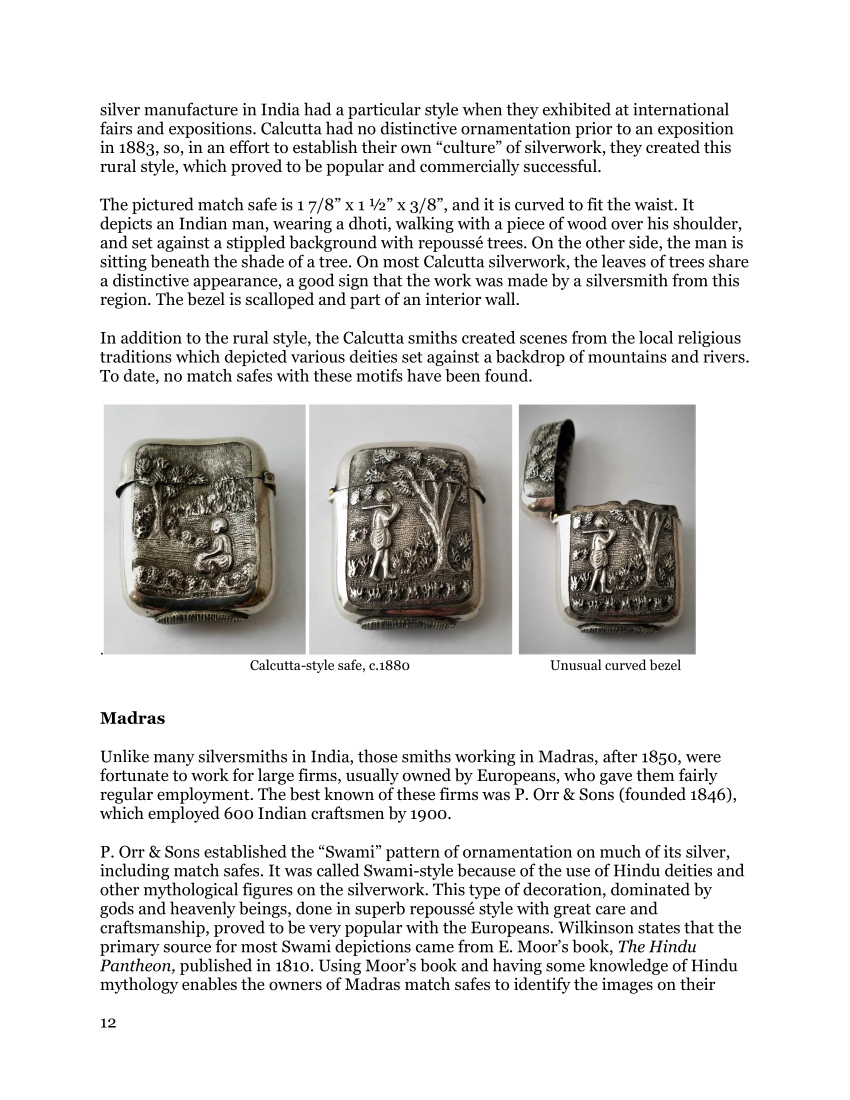 silver manufacture in India had a particular style when they exhibited at international
fairs and expositions. Calcutta had no distinctive ornamentation prior to an exposition
in 1883, so, in an effort to establish their own “culture” of silverwork, they created this
rural style, which proved to be popular and commercially successful.
The pictured match safe is 1 7/8” x 1 ½” x 3/8”, and it is curved to fit the waist. It
depicts an Indian man, wearing a dhoti, walking with a piece of wood over his shoulder,
and set against a stippled background with repoussé trees. On the other side, the man is
sitting beneath the shade of a tree. On most Calcutta silverwork, the leaves of trees share
a distinctive appearance, a good sign that the work was made by a silversmith from this
region. The bezel is scalloped and part of an interior wall.
In addition to the rural style, the Calcutta smiths created scenes from the local religious
traditions which depicted various deities set against a backdrop of mountains and rivers.
To date, no match safes with these motifs have been found.
.
Calcutta-style safe, c.1880
Unusual curved bezel
Madras
Unlike many silversmiths in India, those smiths working in Madras, after 1850, were
fortunate to work for large firms, usually owned by Europeans, who gave them fairly
regular employment. The best known of these firms was P. Orr & Sons (founded 1846),
which employed 600 Indian craftsmen by 1900.
P. Orr & Sons established the “Swami” pattern of ornamentation on much of its silver,
including match safes. It was called Swami-style because of the use of Hindu deities and
other mythological figures on the silverwork. This type of decoration, dominated by
gods and heavenly beings, done in superb repoussé style with great care and
craftsmanship, proved to be very popular with the Europeans. Wilkinson states that the
primary source for most Swami depictions came from E. Moor’s book, The Hindu
Pantheon, published in 1810. Using Moor’s book and having some knowledge of Hindu
mythology enables the owners of Madras match safes to identify the images on their
12